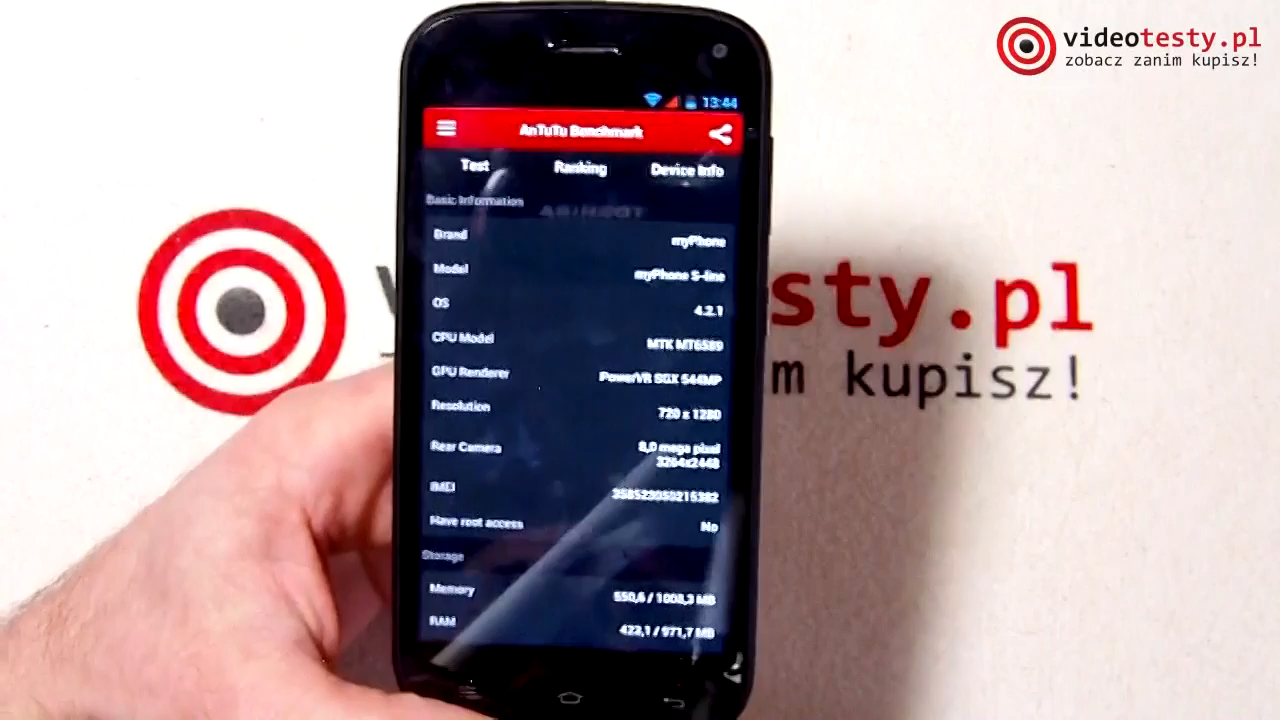 videotesty.pl
zobacz zanim kupisz!
13:44
AnTuTu Benchmark
Test Ranking Device Info
Basic Information
Brand myPhone
Model myPhone S-line
OS 4.2.1
CPU Model MTK MT6589
GPU Renderer PowerVR SGX 544MP
Resolution 720 x 1280
Rear Camera 8,0 mega pixel
3264x2448
IMEI
Have root access No
Storage
Memory 550,6 / 1008,3 MB
RAM 422,1 / 971,7 MB
sty.pl
m kupisz!